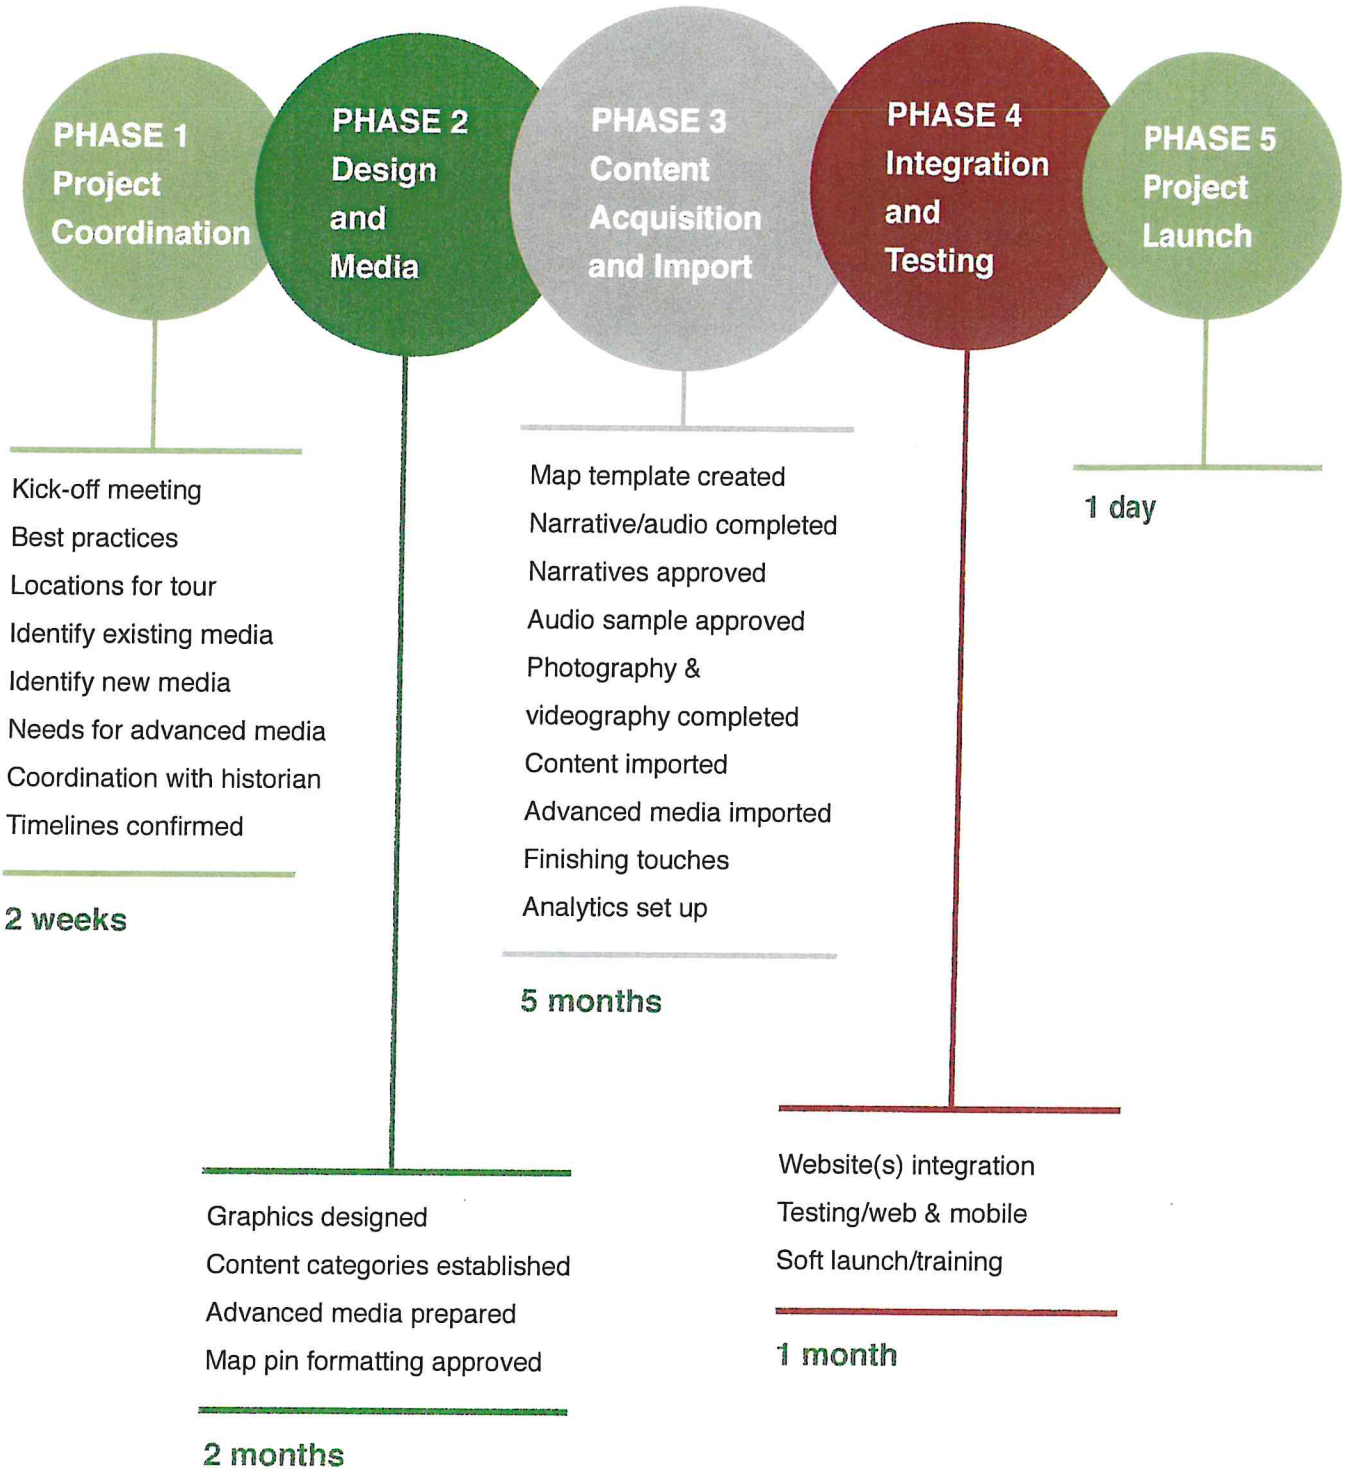 PHASE 1
Project
Coordination
PHASE 2
Design
and
Media
PHASE 3
Content
Acquisition
and Import
PHASE 4
Integration
and
Testing
PHASE 5
Project
Launch
Kick-off meeting
Best practices
Locations for tour
Identify existing media
Identify new media
Needs for advanced media
Coordination with historian
Timelines confirmed
2 weeks
Graphics designed
Content categories established
Advanced media prepared
Map pin formatting approved
2 months
Map template created
Narrative/audio completed
Narratives approved
Audio sample approved
Photography &
videography completed
Content imported
Advanced media imported
Finishing touches
Analytics set up
5 months
Website(s) integration
Testing/web & mobile
Soft launch/training
1 month
1 day